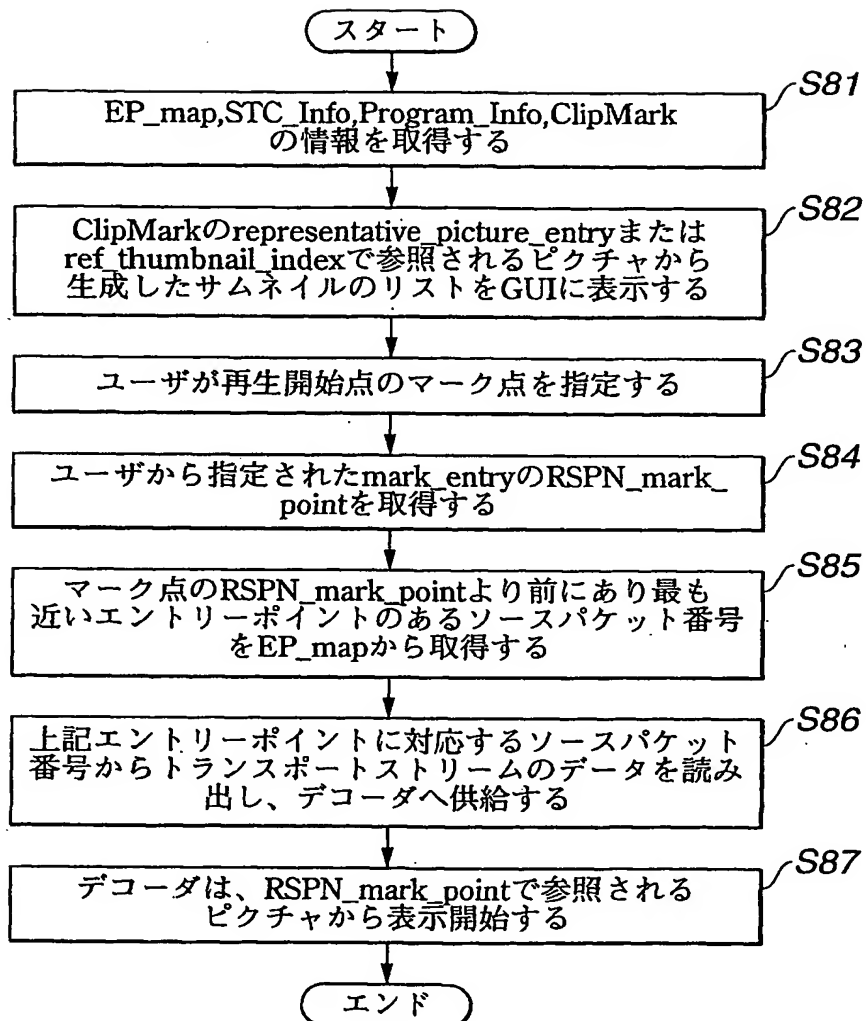 スタート
S81
EP_map,STC_Info,Program_Info,ClipMark
の情報を取得する
S82
ClipMarkのrepresentative_picture_entryまたは
ref_thumbnail_indexで参照されるピクチャから
生成したサムネイルのリストをGUIに表示する
S83
ユーザが再生開始点のマーク点を指定する
S84
ユーザから指定されたmark_entryのRSPN_mark_
pointを取得する
S85
マーク点のRSPN_mark_pointより前にあり最も
近いエントリーポイントのあるソースパケット番号
をEP_mapから取得する
S86
上記エントリーポイントに対応するソースパケット
番号からトランスポートストリームのデータを読み
出し、デコーダへ供給する
S87
デコーダは、RSPN_mark_pointで参照される
ピクチャから表示開始する
エンド